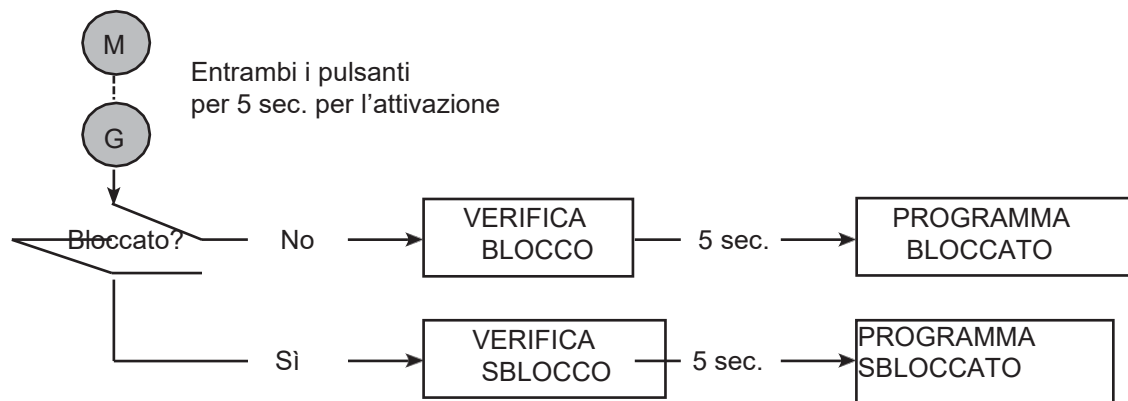 M
Entrambi i pulsanti
per 5 sec. per l’attivazione
G
Bloccato?
No
VERIFICA
BLOCCO
5 sec.
PROGRAMMA
BLOCCATO
Sì
VERIFICA
SBLOCCO
5 sec.
PROGRAMMA
SBLOCCATO